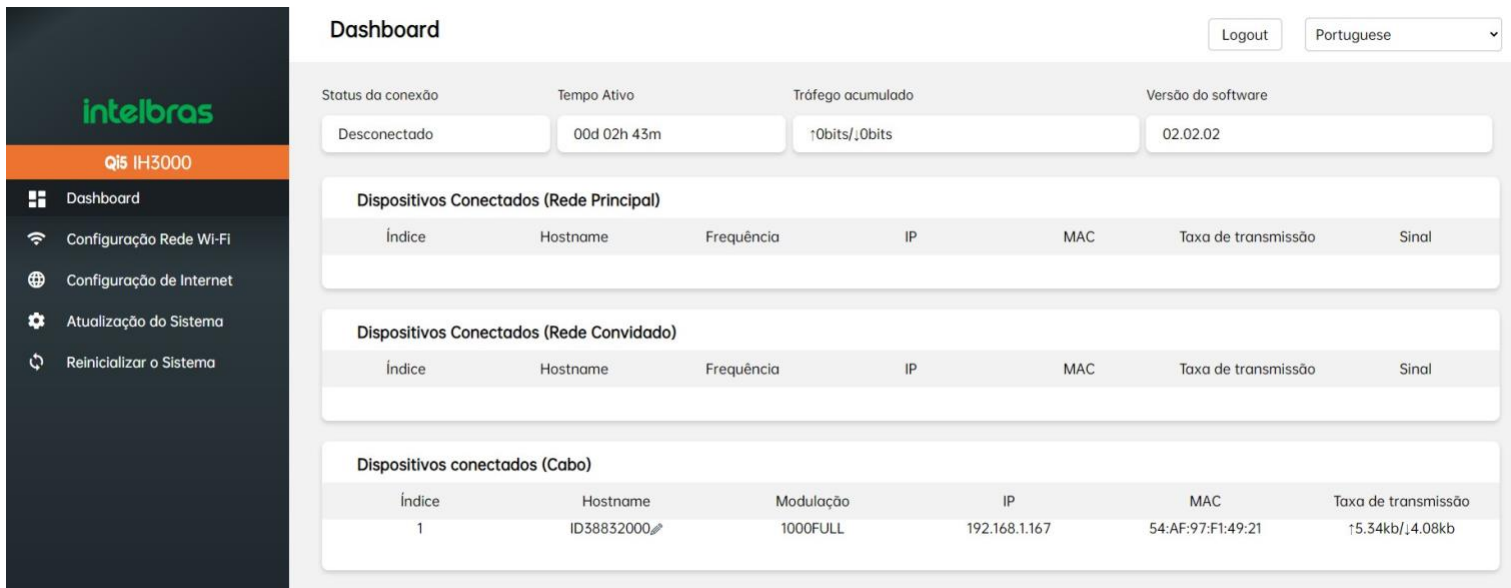 Dashboard
Logout
Portuguese
intelbras
Qi5 IH3000
Dashboard
Configuração Rede Wi-Fi
Configuração de Internet
Atualização do Sistema
Reinicializar o Sistema
Status da conexão Tempo Ativo Tráfego acumulado Versão do software
Desconectado 00d 02h 43m ↑0bits/↓0bits 02.02.02
Dispositivos Conectados (Rede Principal)
Índice Hostname Frequência IP MAC Taxa de transmissão Sinal
Dispositivos Conectados (Rede Convidado)
Índice Hostname Frequência IP MAC Taxa de transmissão Sinal
Dispositivos conectados (Cabo)
Índice Hostname Modulação IP MAC Taxa de transmissão
1 ID38832000 1000FULL 192.168.1.167 54:AF:97:F1:49:21 ↑5.34kb/↓4.08kb